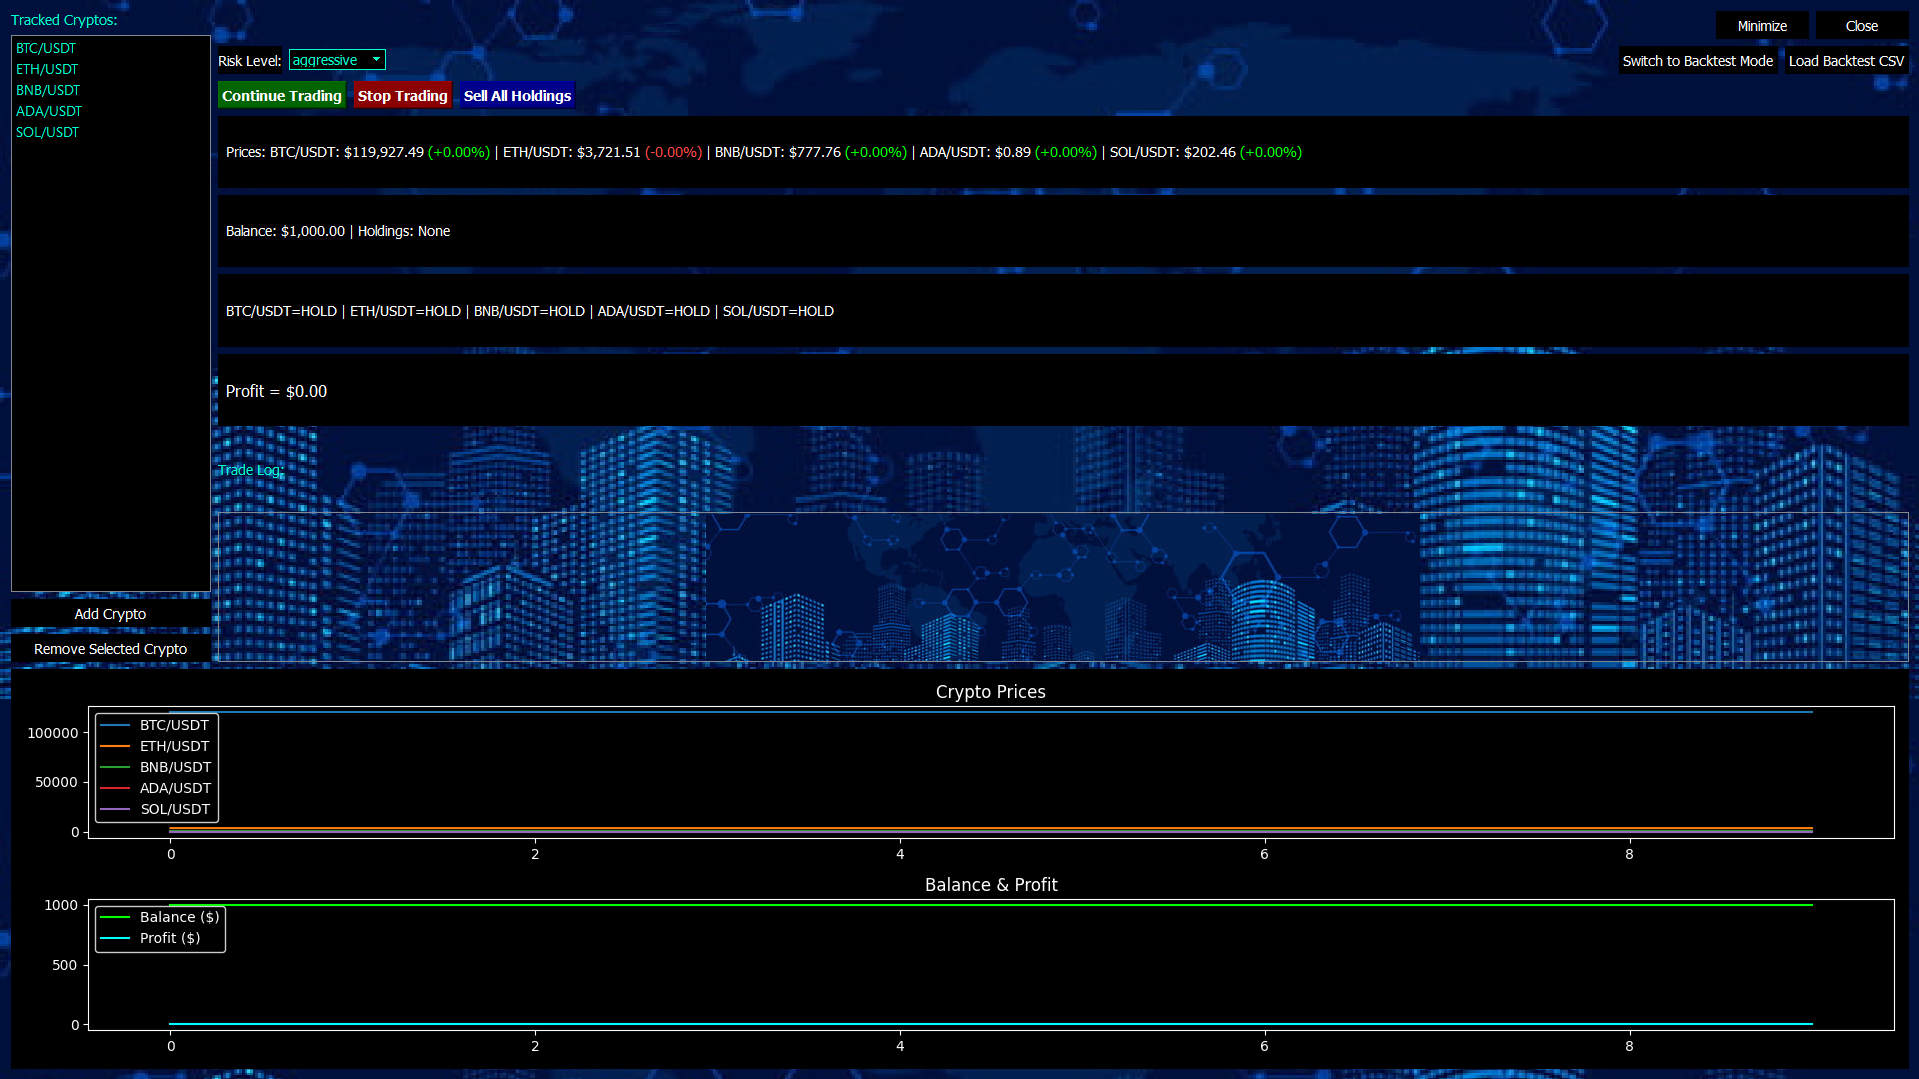 Tracked Cryptos:
BTC/USDT
ETH/USDT
BNB/USDT
ADA/USDT
SOL/USDT
Add Crypto
Remove Selected Crypto
Minimize Close
Risk Level: aggressive
Switch to Backtest Mode Load Backtest CSV
Continue Trading Stop Trading Sell All Holdings
Prices: BTC/USDT: $119,927.49 (+0.00%) | ETH/USDT: $3,721.51 (-0.00%) | BNB/USDT: $777.76 (+0.00%) | ADA/USDT: $0.89 (+0.00%) | SOL/USDT: $202.46 (+0.00%)
Balance: $1,000.00 | Holdings: None
BTC/USDT=HOLD | ETH/USDT=HOLD | BNB/USDT=HOLD | ADA/USDT=HOLD | SOL/USDT=HOLD
Profit = $0.00
Trade Log:
Crypto Prices
BTC/USDT
ETH/USDT
BNB/USDT
ADA/USDT
SOL/USDT
100000
50000
0
0 2 4 6 8
Balance & Profit
Balance ($)
Profit ($)
1000
500
0
0 2 4 6 8